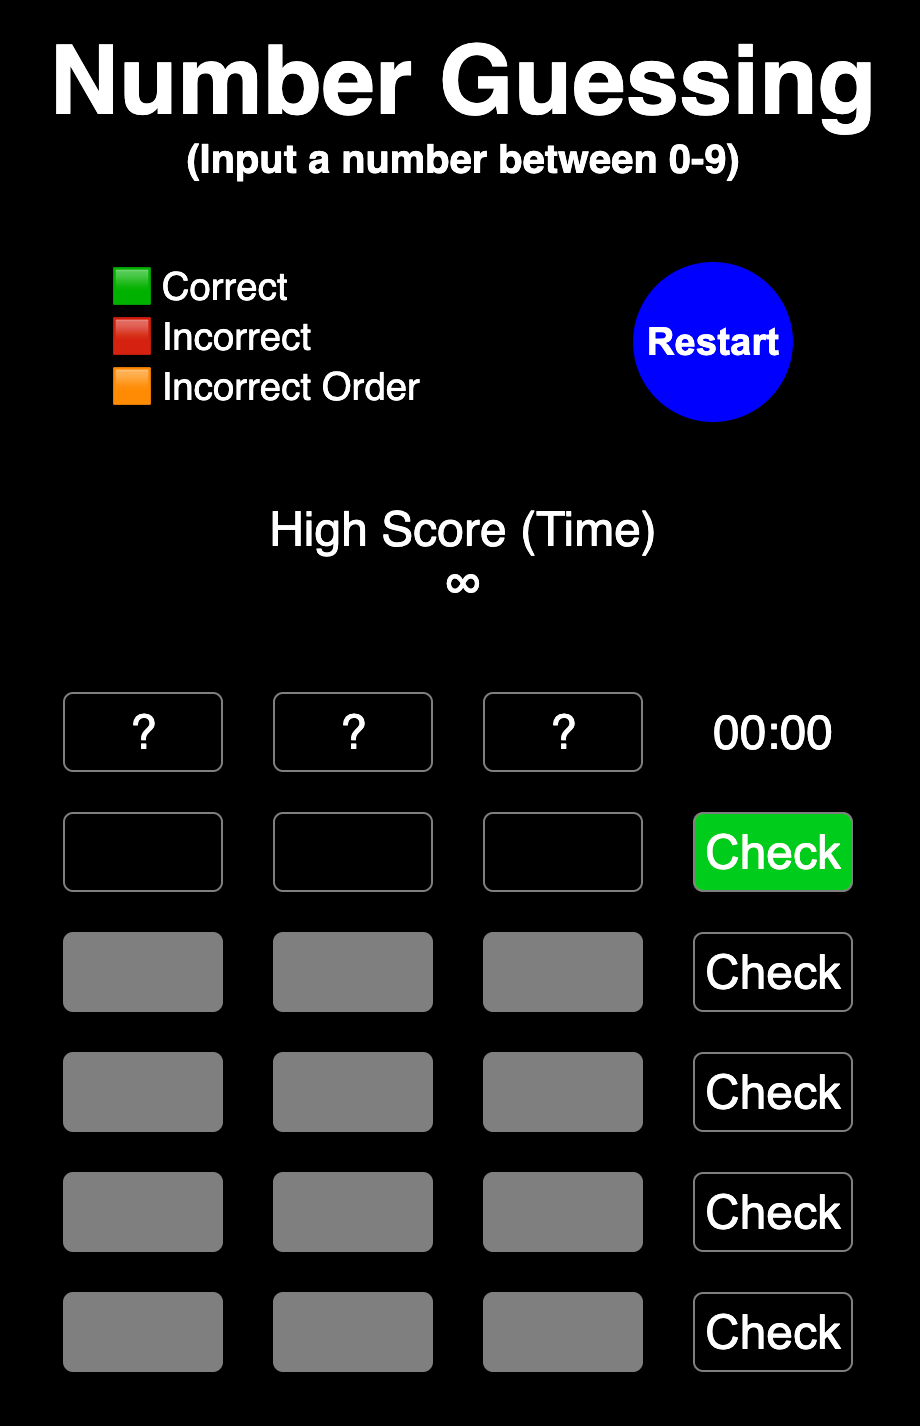 Number Guessing
(Input a number between 0-9)
Correct
Incorrect
Incorrect Order
Restart
High Score (Time)
∞
? ? ? 00:00
Check
Check
Check
Check
Check